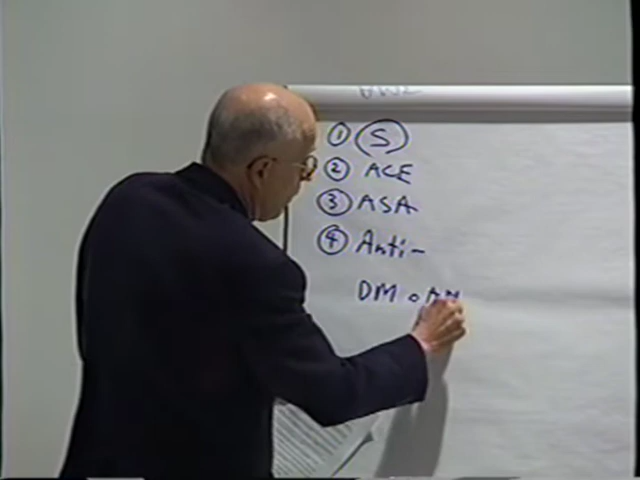 ① S
② ACE
③ ASA
④ Anti-
DM